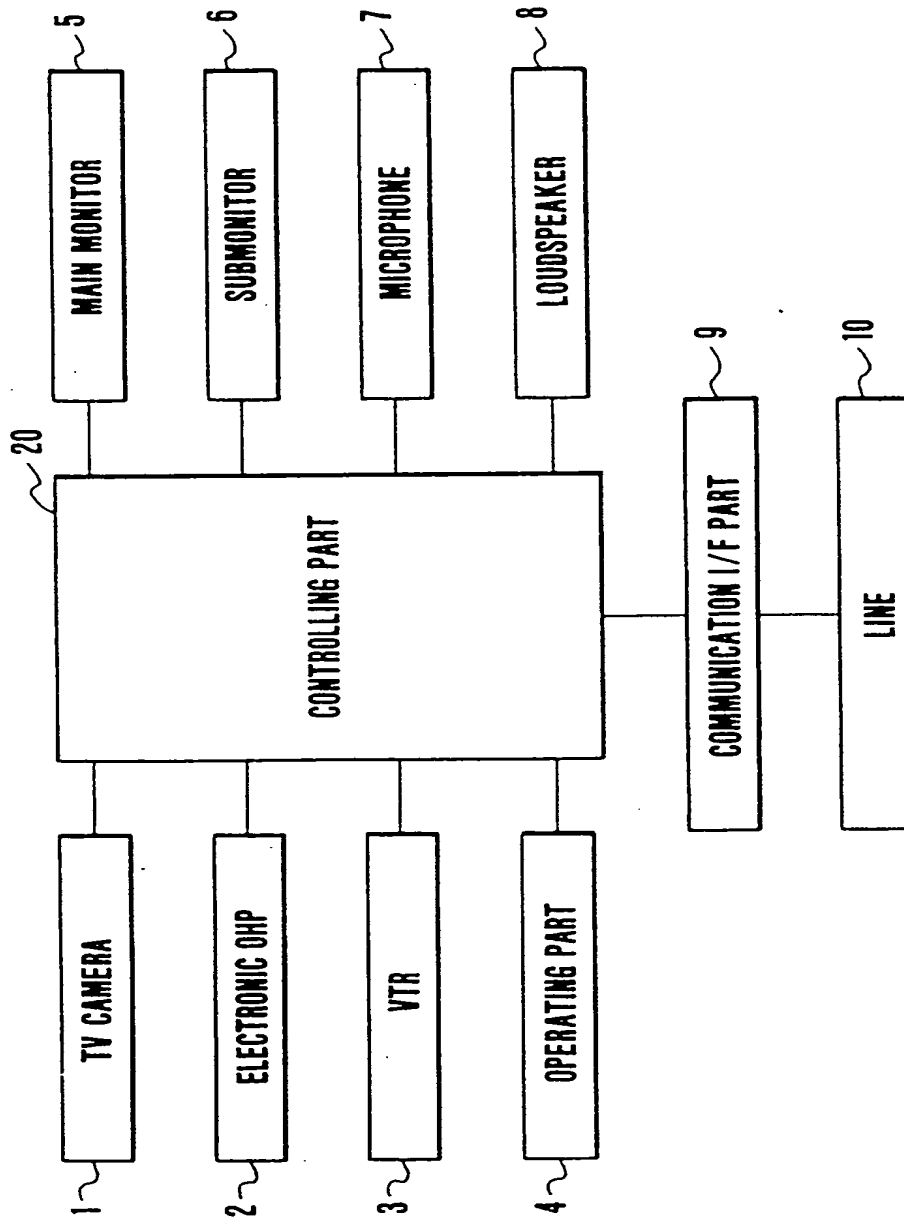 20
1
TV CAMERA
2
ELECTRONIC OHP
3
VTR
4
OPERATING PART
CONTROLLING PART
MAIN MONITOR
5
SUBMONITOR
6
MICROPHONE
7
LOUDSPEAKER
8
COMMUNICATION I/F PART
9
LINE
10